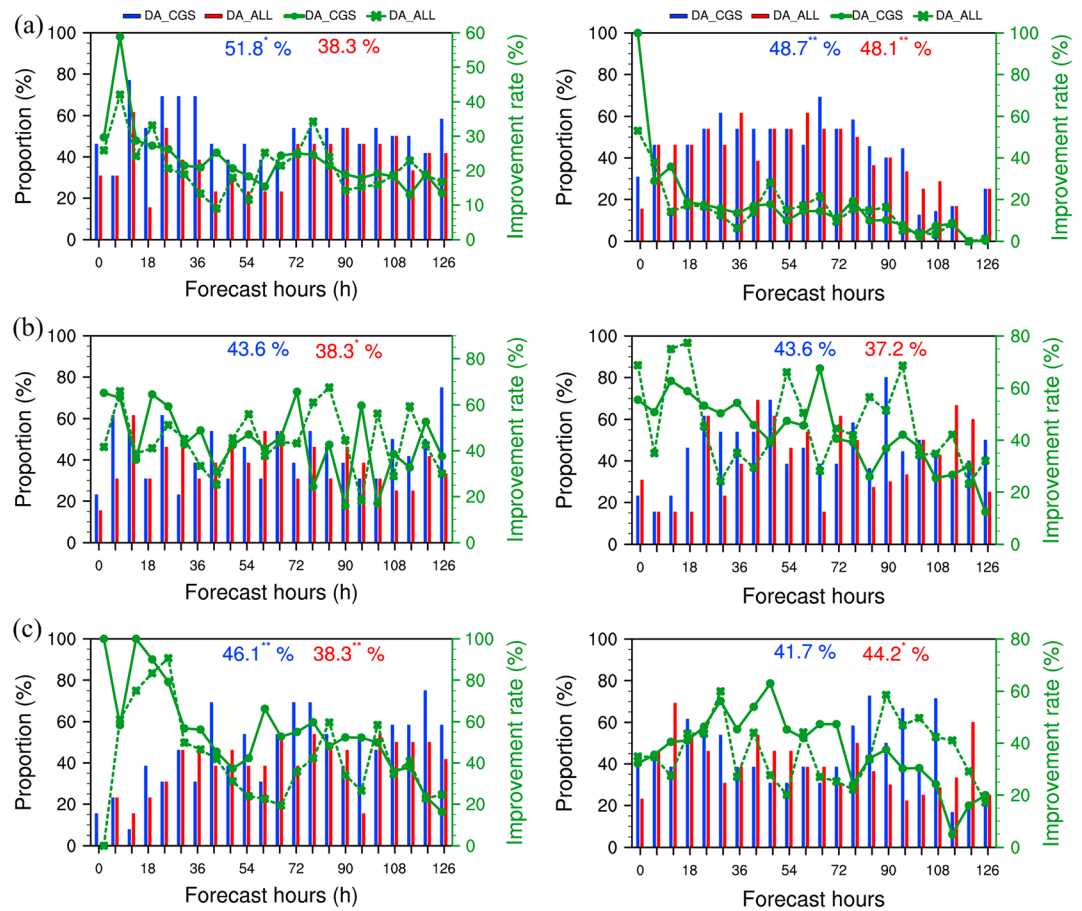 (a)
DA_CGS DA_ALL DA_CGS DA_ALL
51.8* % 38.3 %
Proportion (%)
100
80
60
40
20
0
60
50
40
30
20
10
0
Improvement rate (%)
0 18 36 54 72 90 108 126
Forecast hours (h)
DA_CGS DA_ALL DA_CGS DA_ALL
48.7** % 48.1** %
Proportion (%)
100
80
60
40
20
0
100
80
60
40
20
0
Improvement rate (%)
0 18 36 54 72 90 108 126
Forecast hours
(b)
43.6 % 38.3* %
Proportion (%)
100
80
60
40
20
0
80
60
40
20
0
Improvement rate (%)
0 18 36 54 72 90 108 126
Forecast hours (h)
43.6 % 37.2 %
Proportion (%)
100
80
60
40
20
0
80
60
40
20
0
Improvement rate (%)
0 18 36 54 72 90 108 126
Forecast hours
(c)
46.1** % 38.3** %
Proportion (%)
100
80
60
40
20
0
100
80
60
40
20
0
Improvement rate (%)
0 18 36 54 72 90 108 126
Forecast hours (h)
41.7 % 44.2* %
Proportion (%)
100
80
60
40
20
0
80
60
40
20
0
Improvement rate (%)
0 18 36 54 72 90 108 126
Forecast hours